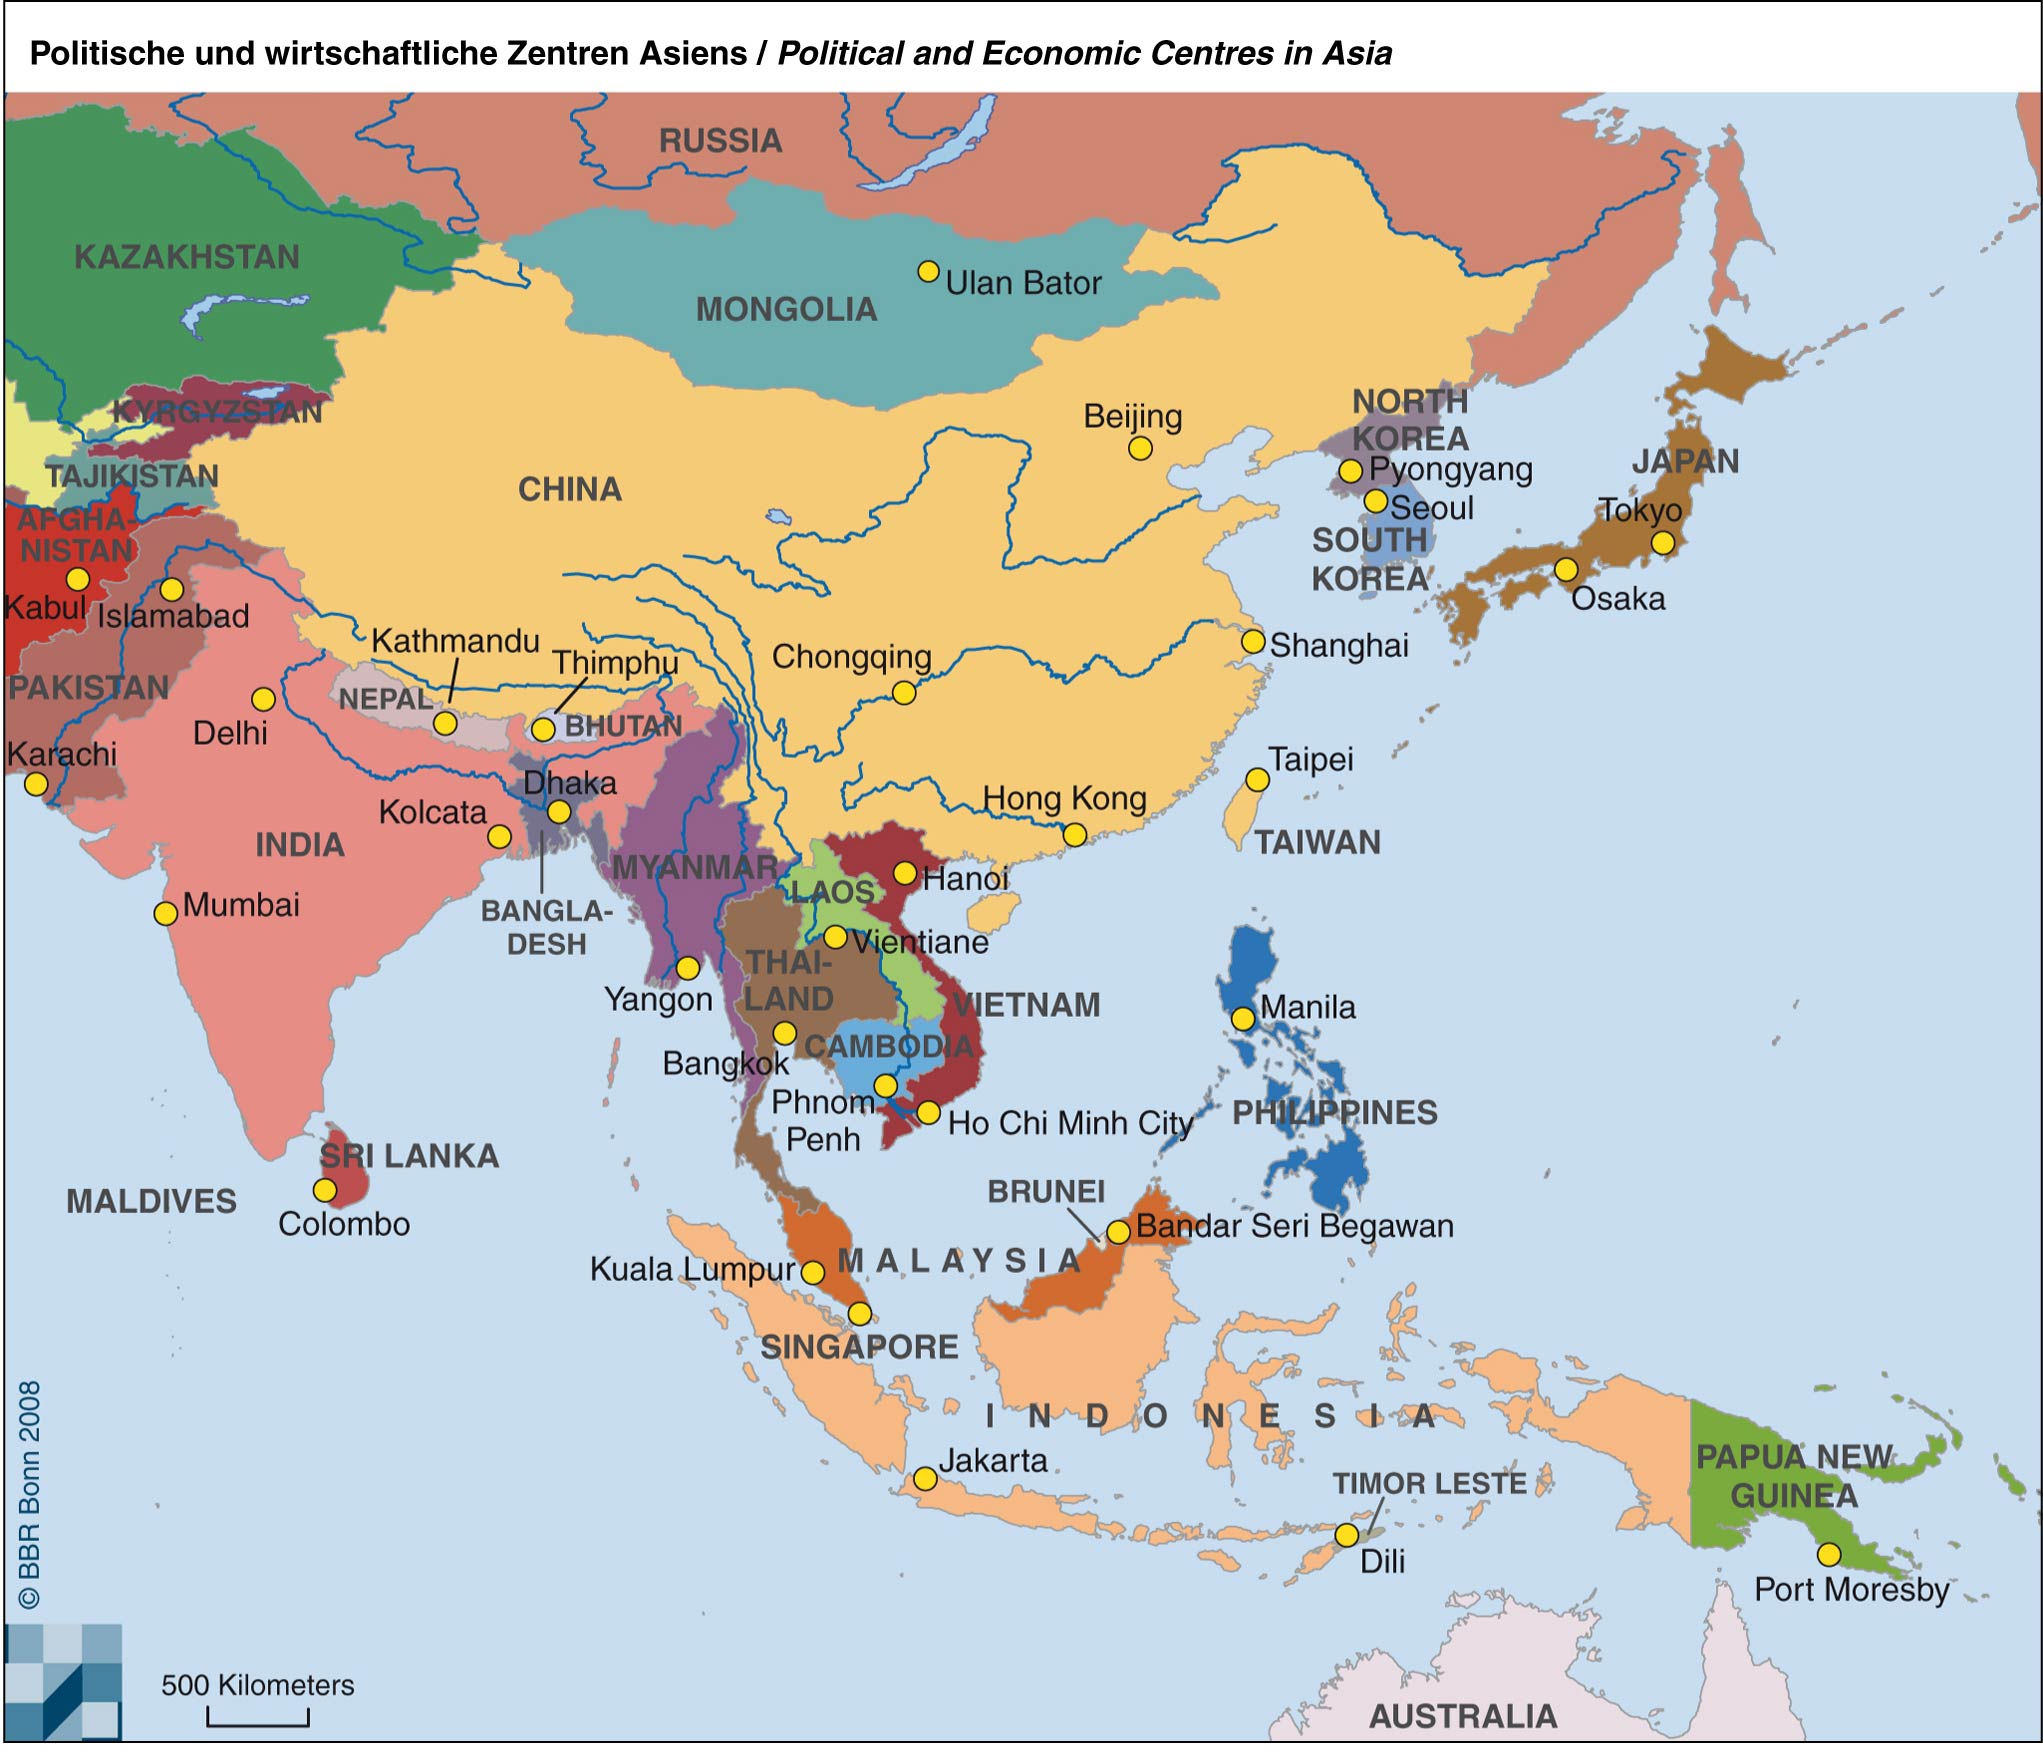 Politische und wirtschaftliche Zentren Asiens / Political and Economic Centres in Asia
RUSSIA
KAZAKHSTAN
MONGOLIA
Ulan Bator
KYRGYZSTAN
TAJIKISTAN
AFGHA-
NISTAN
Kabul
Islamabad
PAKISTAN
Karachi
CHINA
Beijing
NORTH
KOREA
Pyongyang
Seoul
SOUTH
KOREA
JAPAN
Tokyo
Osaka
Shanghai
Chongqing
Kathmandu
Thimphu
NEPAL
BHUTAN
Delhi
Dhaka
Kolcata
INDIA
Mumbai
BANGLA-
DESH
Taipei
TAIWAN
Hong Kong
MYANMAR
LAOS
Hanoi
Vientiane
THAI-
LAND
Yangon
VIETNAM
Bangkok
CAMBODIA
Phnom
Penh
Ho Chi Minh City
Manila
PHILIPPINES
SRI LANKA
Colombo
MALDIVES
BRUNEI
Bandar Seri Begawan
Kuala Lumpur
MALAYSIA
SINGAPORE
INDONESIA
Jakarta
TIMOR LESTE
Dili
PAPUA NEW
GUINEA
Port Moresby
AUSTRALIA
© BBR Bonn 2008
500 Kilometers